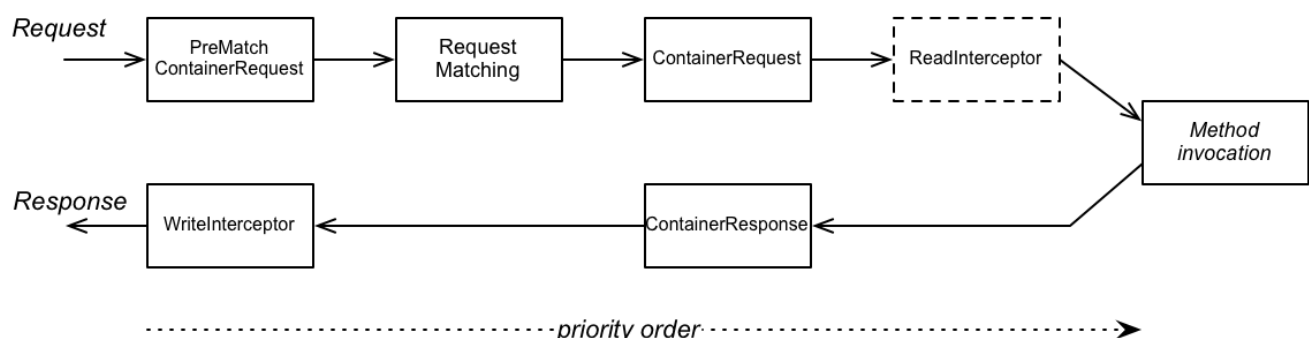 Request
PreMatch
ContainerRequest
Request
Matching
ContainerRequest
ReadInterceptor
Method
invocation
Response
WriteInterceptor
ContainerResponse
priority order